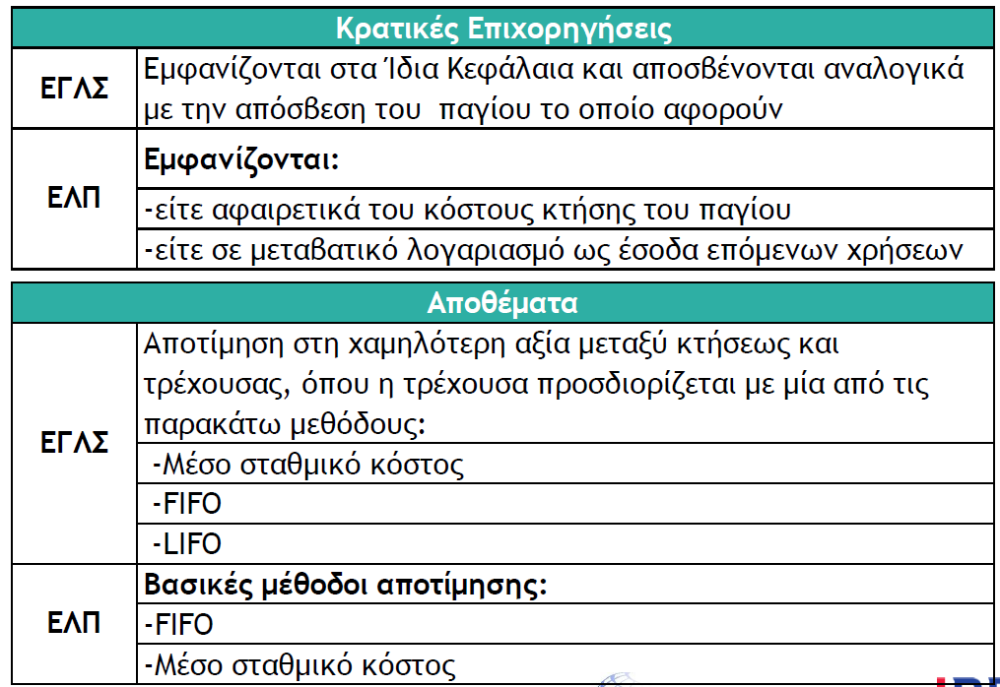 Κρατικές Επιχορηγήσεις
ΕΓΛΣ
Εμφανίζονται στα Ίδια Κεφάλαια και αποσβένονται αναλογικά
με την απόσβεση του παγίου το οποίο αφορούν
ΕΛΠ
Εμφανίζονται:
-είτε αφαιρετικά του κόστους κτήσης του παγίου
-είτε σε μεταβατικό λογαριασμό ως έσοδα επόμενων χρήσεων
Αποθέματα
ΕΓΛΣ
Αποτίμηση στη χαμηλότερη αξία μεταξύ κτήσεως και
τρέχουσας, όπου η τρέχουσα προσδιορίζεται με μία από τις
παρακάτω μεθόδους:
-Μέσο σταθμικό κόστος
-FIFO
-LIFO
ΕΛΠ
Βασικές μέθοδοι αποτίμησης:
-FIFO
-Μέσο σταθμικό κόστος